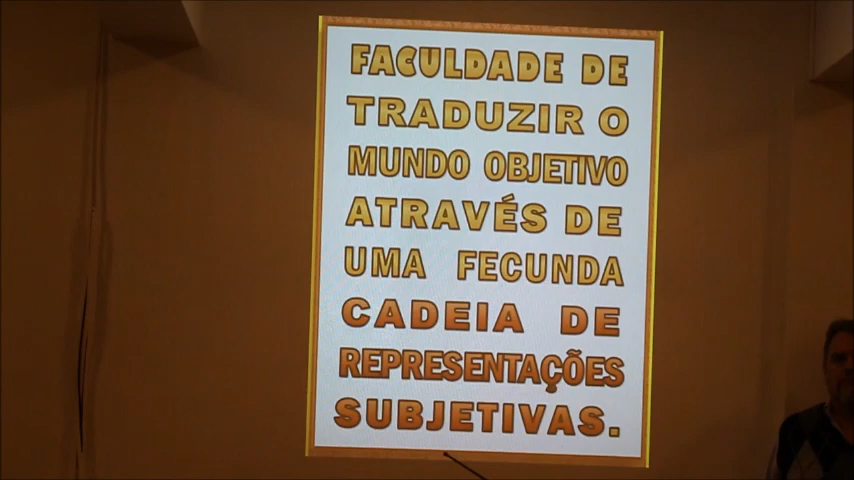 FACULDADE DE
TRADUZIR O
MUNDO OBJETIVO
ATRAVÉS DE
UMA FECUNDA
CADEIA DE
REPRESENTAÇÕES
SUBJETIVAS.